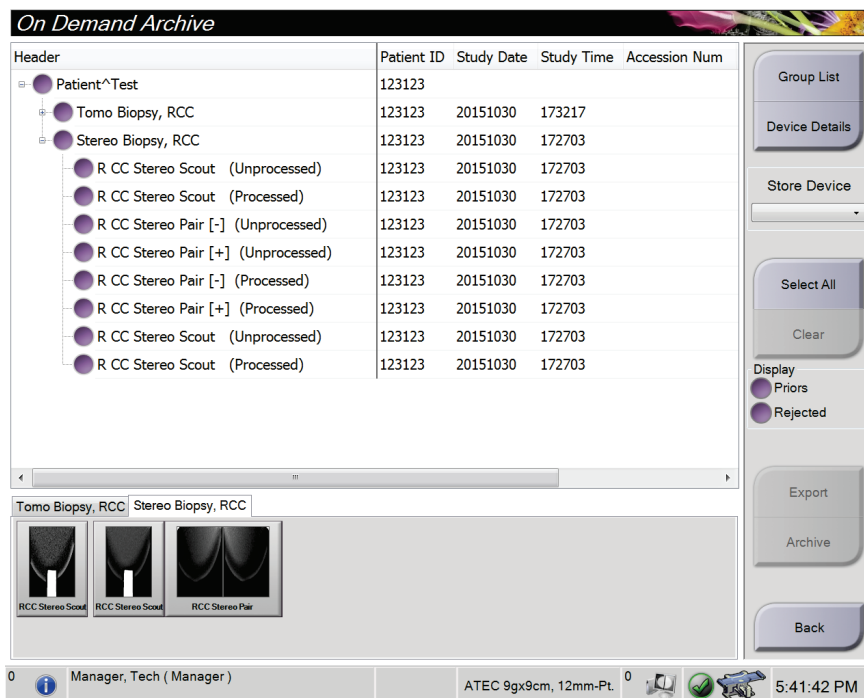 On Demand Archive
Header Patient ID Study Date Study Time Accession Num
Patient^Test 123123
Tomo Biopsy, RCC 123123 20151030 173217
Stereo Biopsy, RCC 123123 20151030 172703
R CC Stereo Scout (Unprocessed) 123123 20151030 172703
R CC Stereo Scout (Processed) 123123 20151030 172703
R CC Stereo Pair [-] (Unprocessed) 123123 20151030 172703
R CC Stereo Pair [+] (Unprocessed) 123123 20151030 172703
R CC Stereo Pair [-] (Processed) 123123 20151030 172703
R CC Stereo Pair [+] (Processed) 123123 20151030 172703
R CC Stereo Scout (Unprocessed) 123123 20151030 172703
R CC Stereo Scout (Processed) 123123 20151030 172703
Group List
Device Details
Store Device
Select All
Clear
Display
Priors
Rejected
Export
Archive
Back
Tomo Biopsy, RCC Stereo Biopsy, RCC
RCC Stereo Scout RCC Stereo Scout RCC Stereo Pair
0 Manager, Tech ( Manager ) ATEC 9gx9cm, 12mm-Pt. 0 5:41:42 PM